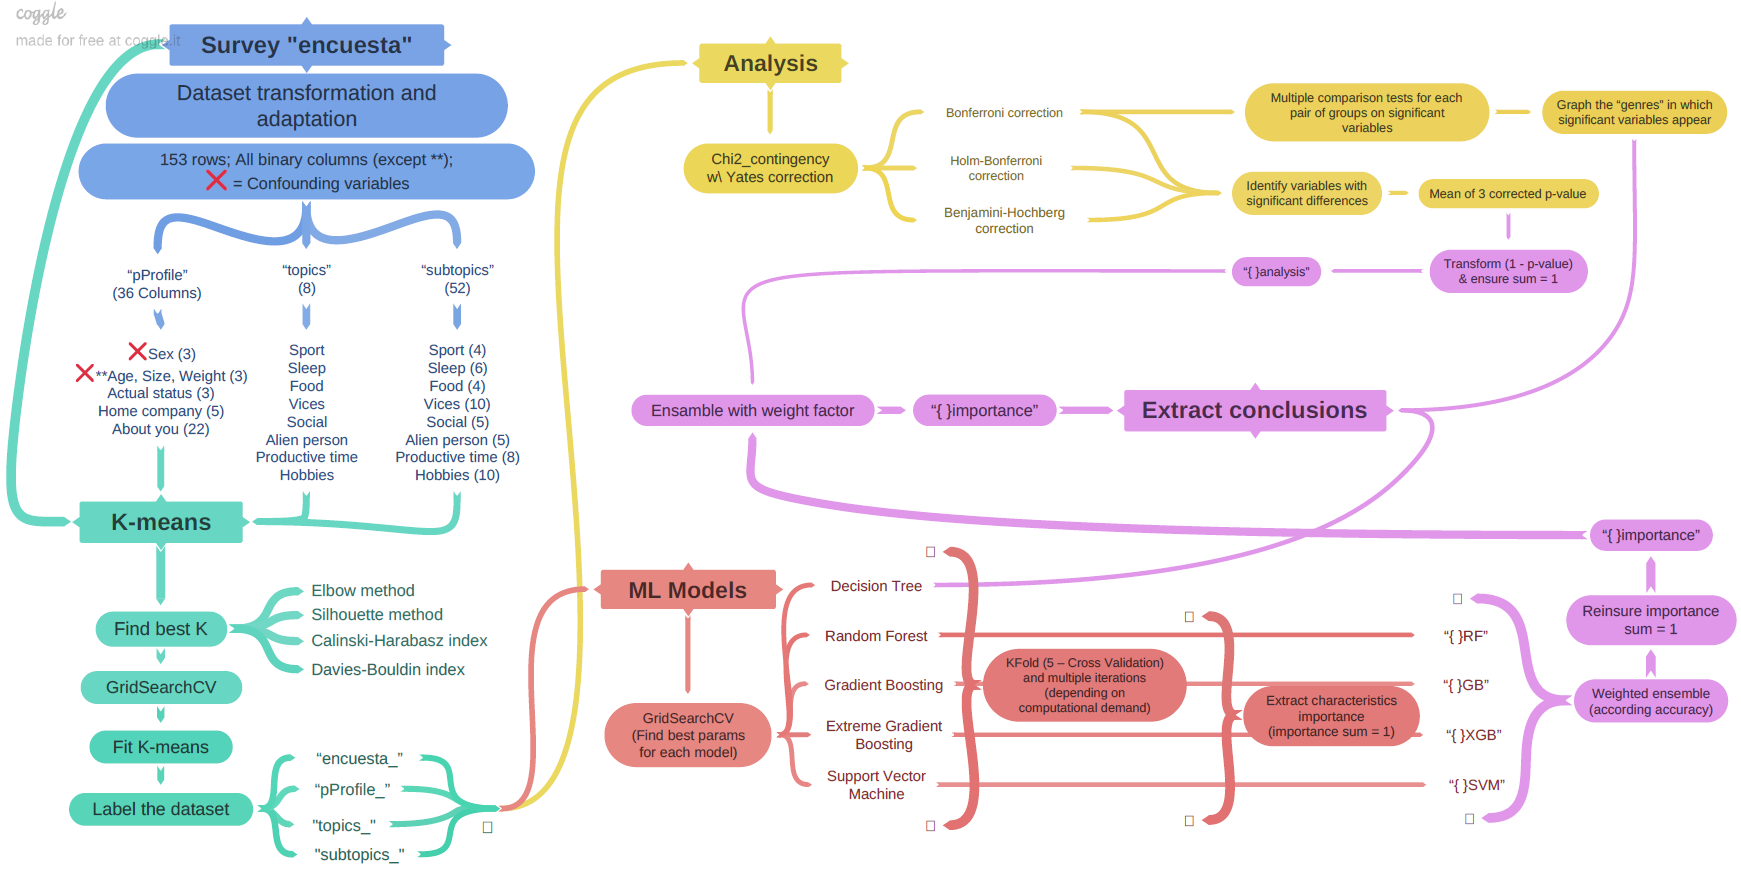 coggle
made for free at coggle.it
Survey "encuesta"
Dataset transformation and
adaptation
153 rows; All binary columns (except **);
❌ = Confounding variables
“pProfile”
(36 Columns)
“topics”
(8)
“subtopics”
(52)
❌Sex (3)
❌**Age, Size, Weight (3)
Actual status (3)
Home company (5)
About you (22)
Sport
Sleep
Food
Vices
Social
Alien person
Productive time
Hobbies
Sport (4)
Sleep (6)
Food (4)
Vices (10)
Social (5)
Alien person (5)
Productive time (8)
Hobbies (10)
K-means
Find best K
Elbow method
Silhouette method
Calinski-Harabasz index
Davies-Bouldin index
GridSearchCV
Fit K-means
Label the dataset
“encuesta_”
“pProfile_”
"topics_"
"subtopics_"
Analysis
Chi2_contingency
w\ Yates correction
Bonferroni correction
Holm-Bonferroni
correction
Benjamini-Hochberg
correction
Multiple comparison tests for each
pair of groups on significant
variables
Graph the “genres” in which
significant variables appear
Identify variables with
significant differences
Mean of 3 corrected p-value
Transform (1 - p-value)
& ensure sum = 1
“{ }analysis”
Ensamble with weight factor
“{ }importance”
Extract conclusions
ML Models
GridSearchCV
(Find best params
for each model)
Decision Tree
Random Forest
Gradient Boosting
Extreme Gradient
Boosting
Support Vector
Machine
KFold (5 – Cross Validation)
and multiple iterations
(depending on
computational demand)
Extract characteristics
importance
(importance sum = 1)
“{ }RF”
“{ }GB”
“{ }XGB”
“{ }SVM”
“{ }importance”
Reinsure importance
sum = 1
Weighted ensemble
(according accuracy)